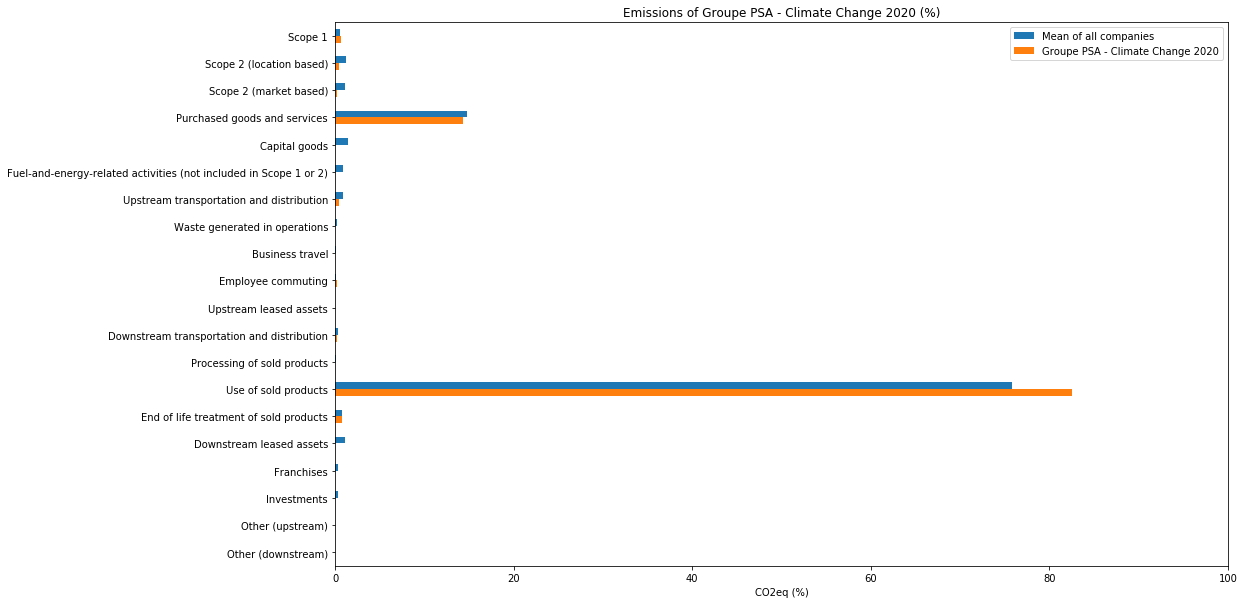 Emissions of Groupe PSA - Climate Change 2020 (%)
Mean of all companies
Groupe PSA - Climate Change 2020
Scope 1
Scope 2 (location based)
Scope 2 (market based)
Purchased goods and services
Capital goods
Fuel-and-energy-related activities (not included in Scope 1 or 2)
Upstream transportation and distribution
Waste generated in operations
Business travel
Employee commuting
Upstream leased assets
Downstream transportation and distribution
Processing of sold products
Use of sold products
End of life treatment of sold products
Downstream leased assets
Franchises
Investments
Other (upstream)
Other (downstream)
0 20 40 60 80 100
CO2eq (%)